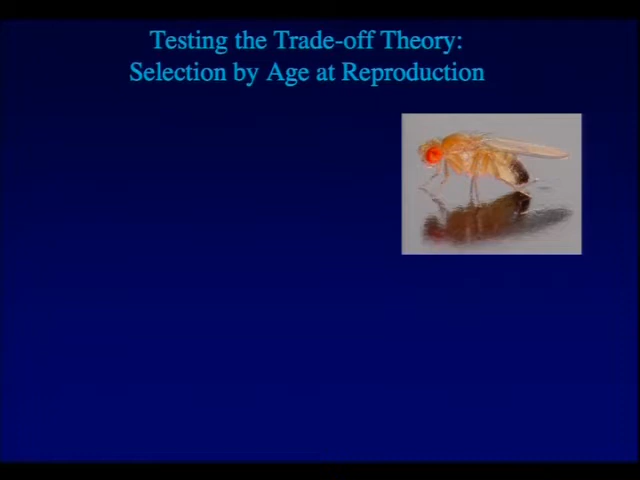 Testing the Trade-off Theory:
Selection by Age at Reproduction